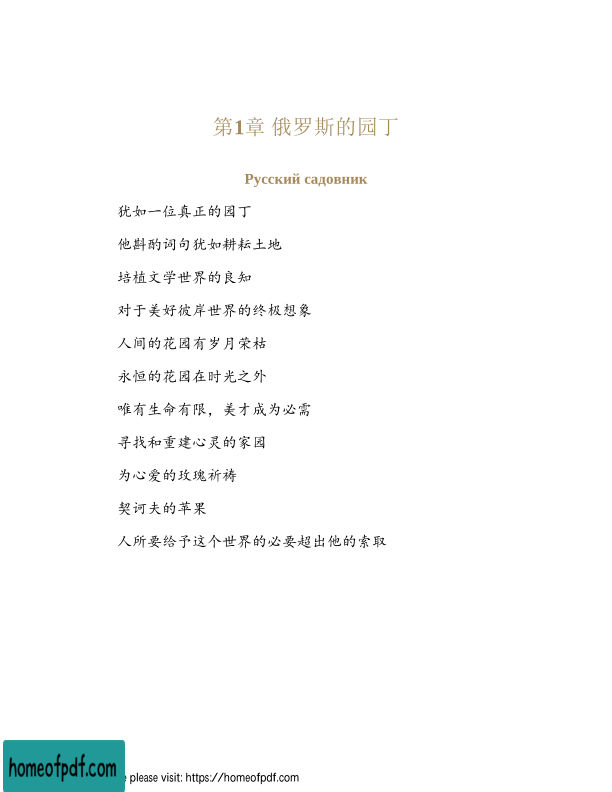 第1章 俄罗斯的园丁
Русский садовник
犹如一位真正的园丁
他斟酌词句犹如耕耘土地
培植文学世界的良知
对于美好彼岸世界的终极想象
人间的花园有岁月荣枯
永恒的花园在时光之外
唯有生命有限，美才成为必需
寻找和重建心灵的家园
为心爱的玫瑰祈祷
契诃夫的苹果
人所要给予这个世界的必要超出他的索取
homeofpdf.com
please visit: https://homeofpdf.com